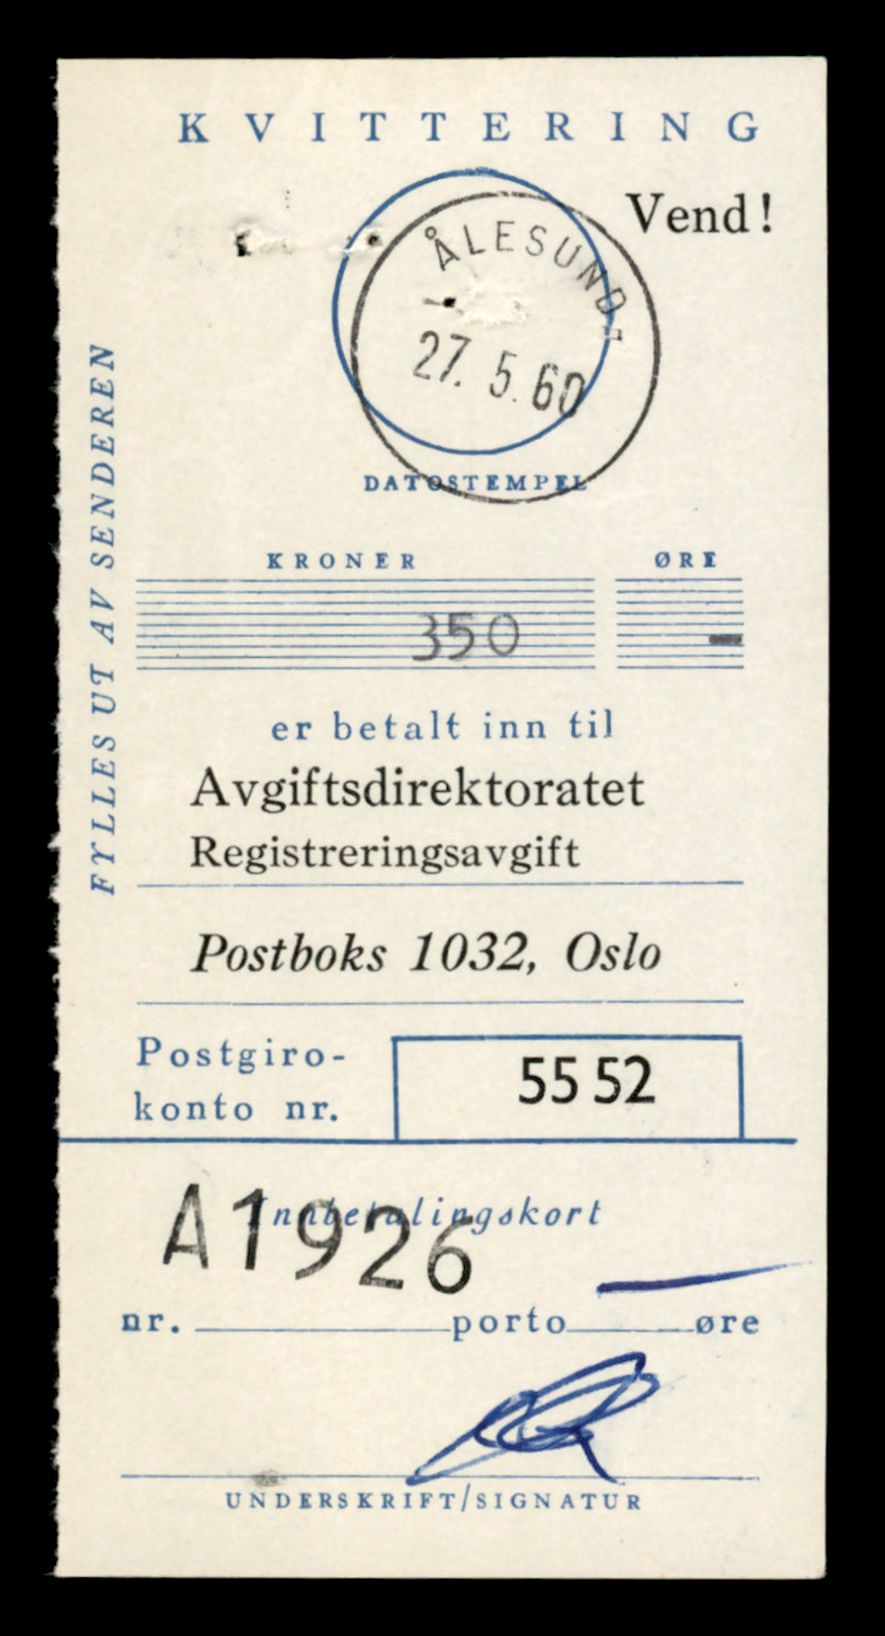 KVITTERING
Vend!
ÅLESUND 1
27. 5. 60
DATOSTEMPEL
FYLLES UT AV SENDEREN
KRONER ØRE
350 -
er betalt inn til
Avgiftsdirektoratet
Registreringsavgift
Postboks 1032, Oslo
Postgiro-
konto nr. 55 52
Innbetalingskort
A1926
nr. porto — øre
UNDERSKRIFT/SIGNATUR